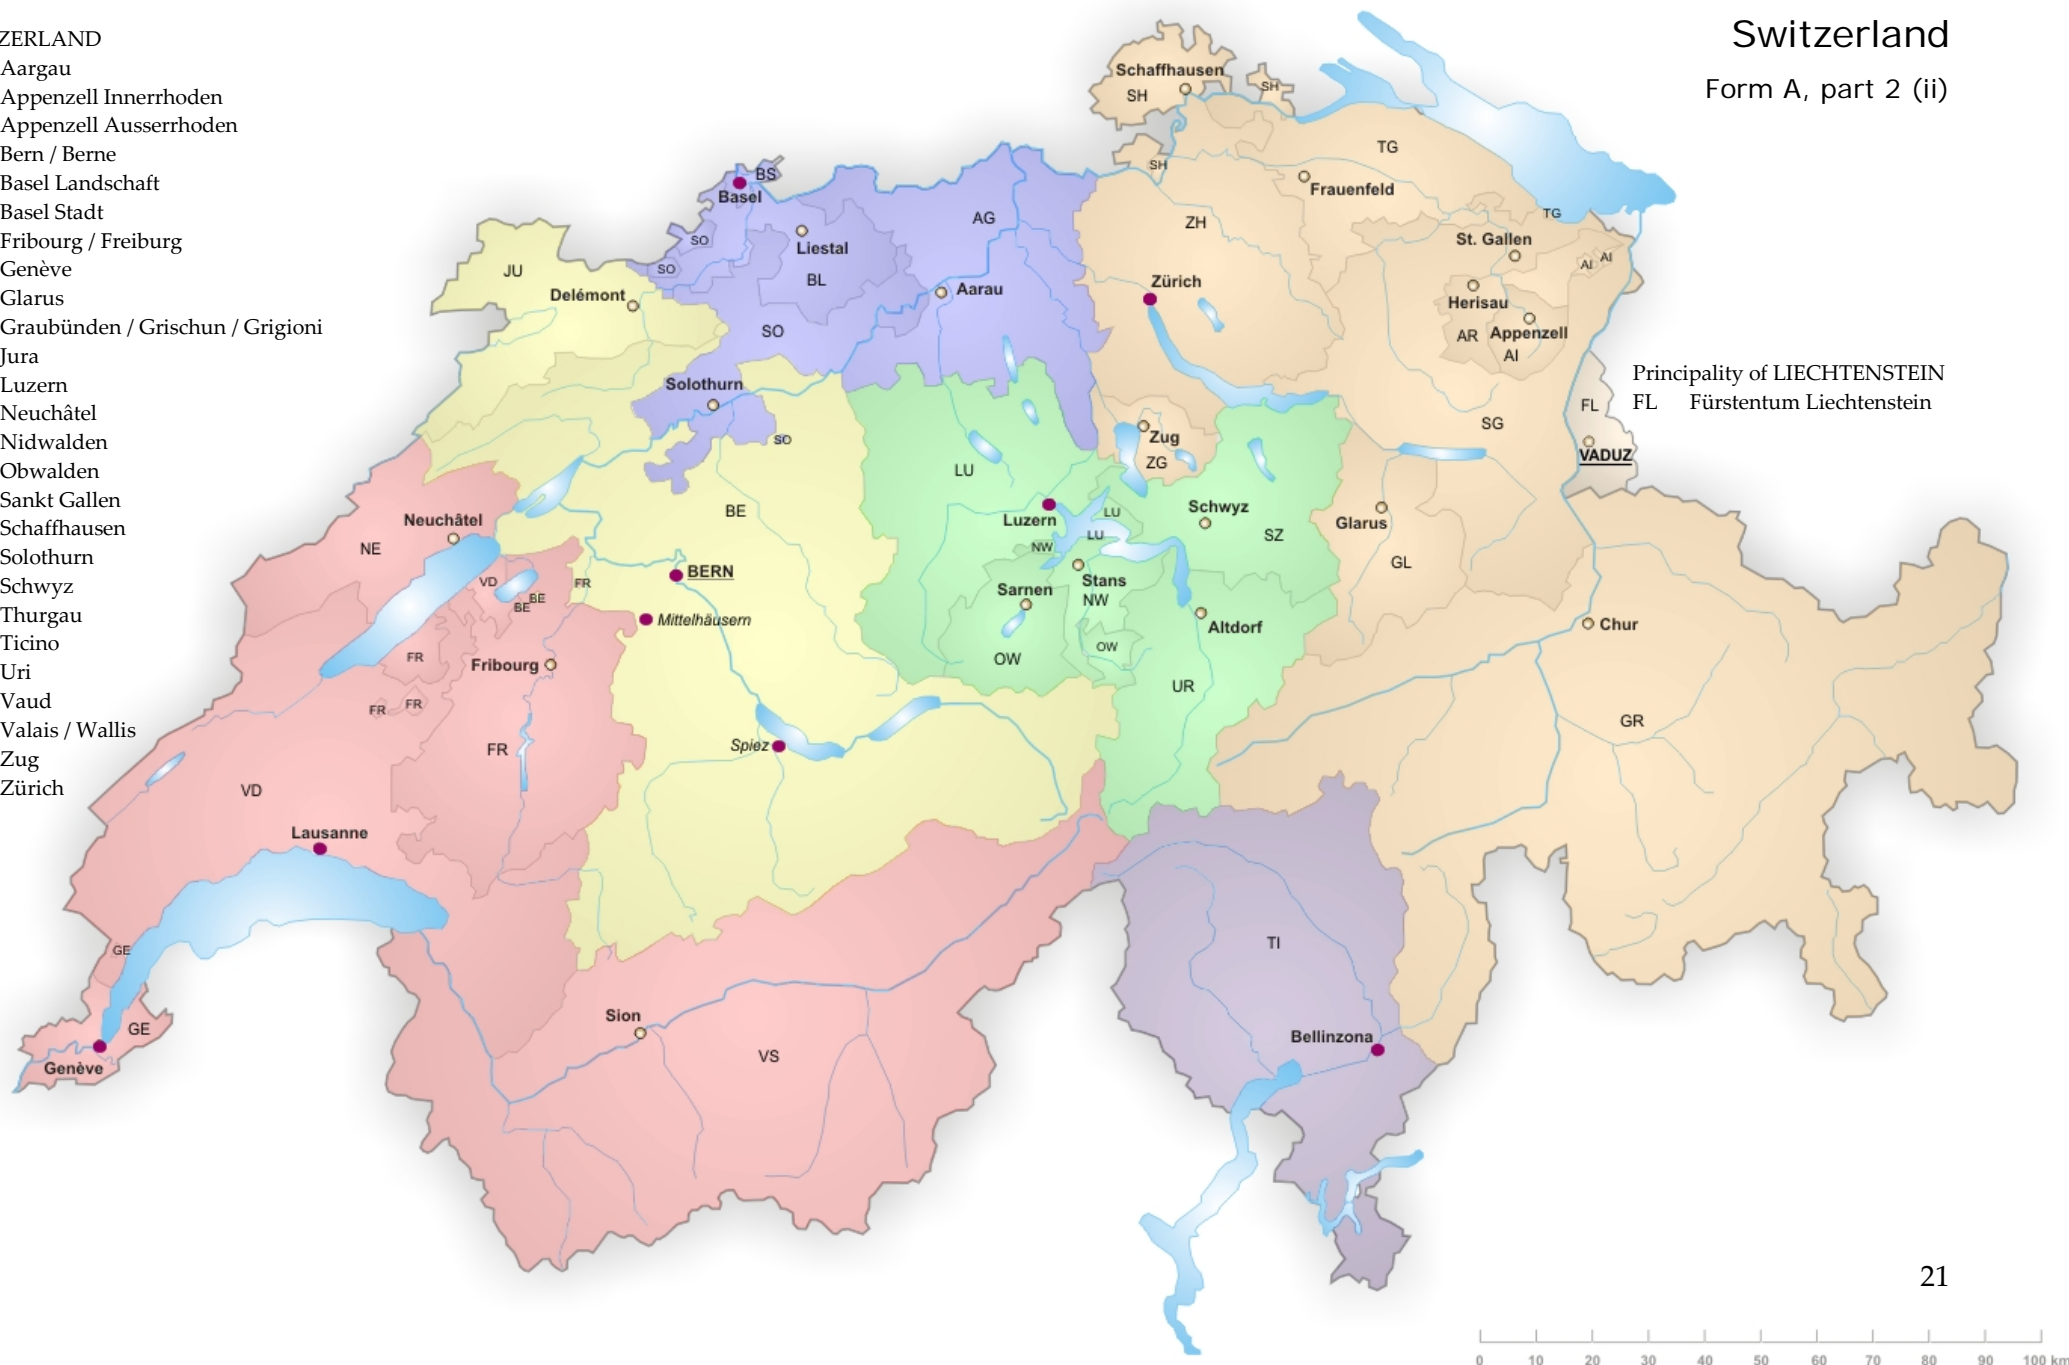 Switzerland
Form A, part 2 (ii)
ZERLAND
Aargau
Appenzell Innerrhoden
Appenzell Ausserrhoden
Bern / Berne
Basel Landschaft
Basel Stadt
Fribourg / Freiburg
Genève
Glarus
Graubünden / Grischun / Grigioni
Jura
Luzern
Neuchâtel
Nidwalden
Obwalden
Sankt Gallen
Schaffhausen
Solothurn
Schwyz
Thurgau
Ticino
Uri
Vaud
Valais / Wallis
Zug
Zürich
Schaffhausen
SH
SH
SH
TG
Frauenfeld
TG
BS
Basel
SO
SO
Liestal
BL
AG
Aarau
SO
ZH
Zürich
St. Gallen
AI
AI
Herisau
AR
Appenzell
AI
JU
Delémont
Solothurn
SO
Principality of LIECHTENSTEIN
FL Fürstentum Liechtenstein
FL
VADUZ
SG
Zug
ZG
LU
Luzern
LU
LU
NW
Schwyz
SZ
Glarus
GL
BE
BERN
Mittelhäusern
Neuchâtel
NE
VD
BE
BE
FR
Sarnen
Stans
NW
OW
OW
Altdorf
UR
Chur
GR
FR
FR
FR
Fribourg
FR
Spiez
VD
Lausanne
GE
GE
Genève
Sion
VS
TI
Bellinzona
21
0 10 20 30 40 50 60 70 80 90 100 km